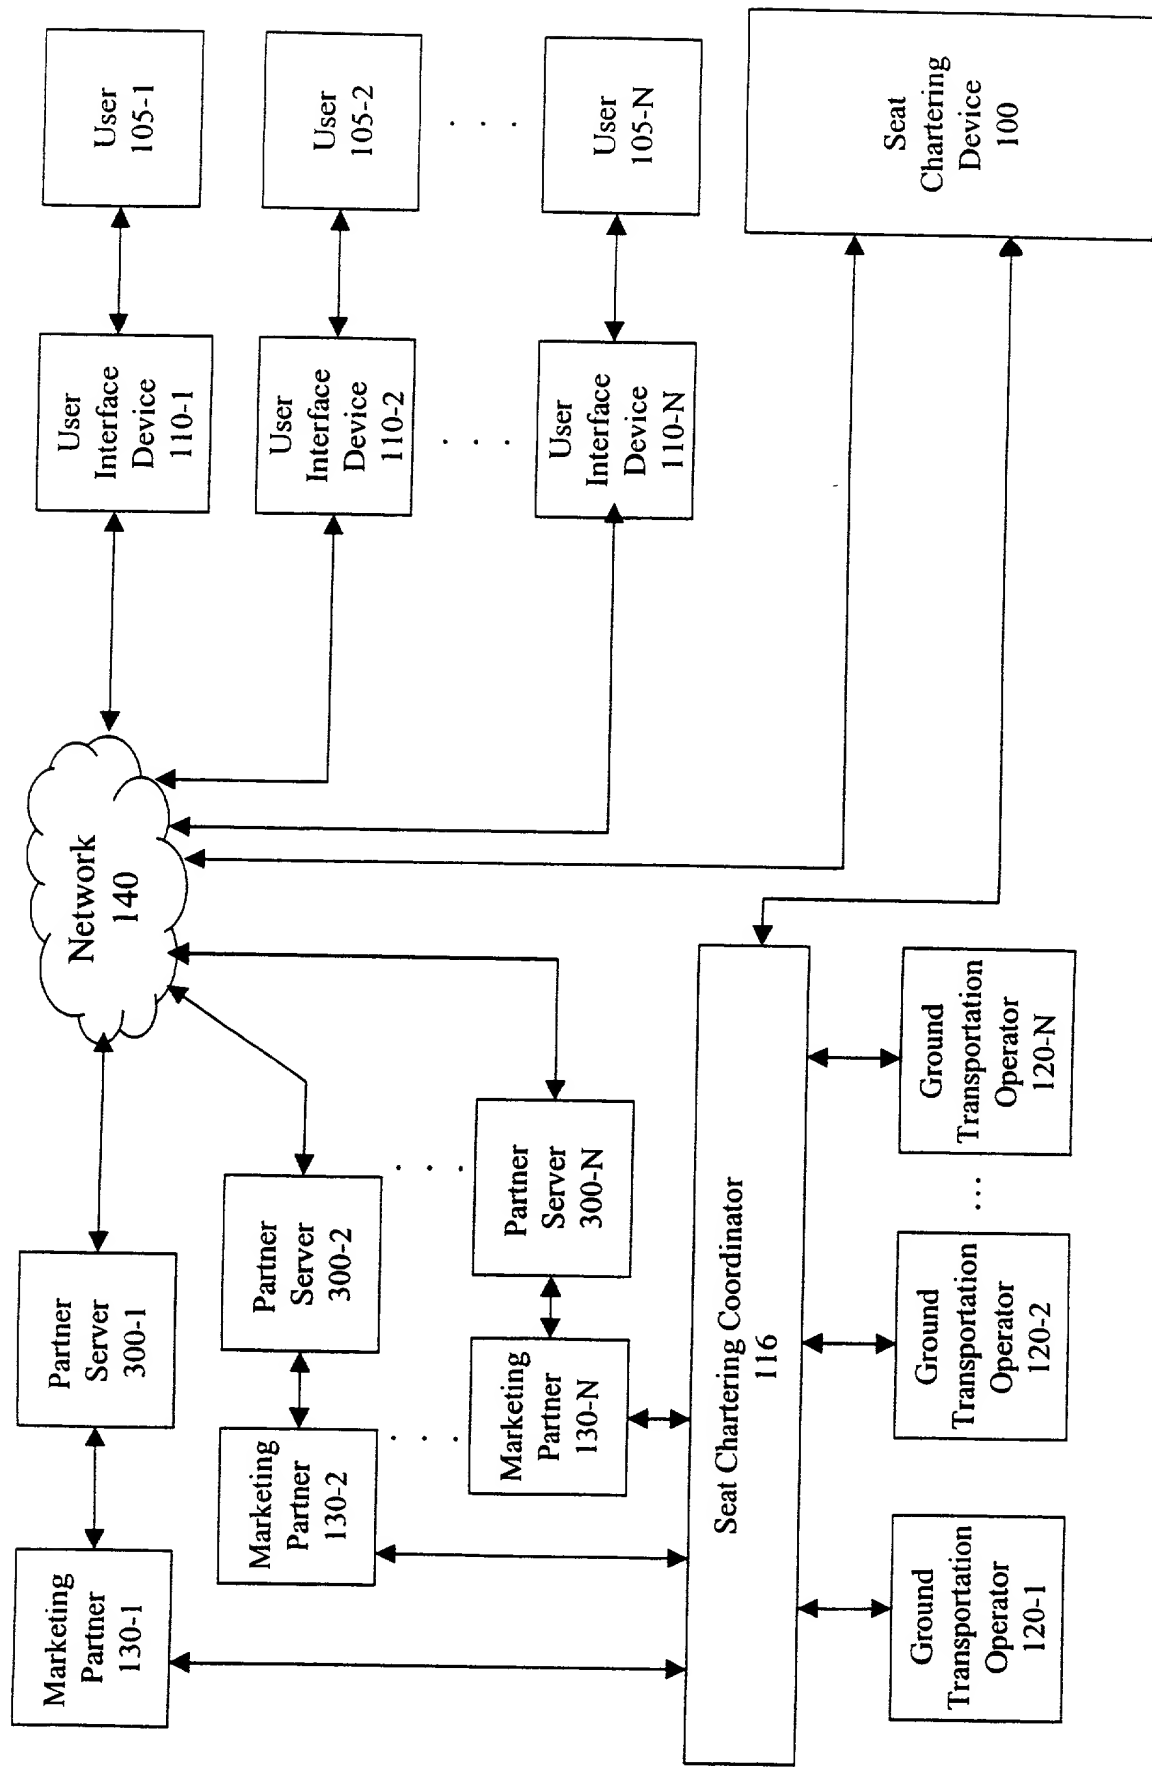 Marketing
Partner
130-1
Partner
Server
300-1
Network
140
User
Interface
Device
110-1
User
105-1
Marketing
Partner
130-2
Partner
Server
300-2
User
Interface
Device
110-2
User
105-2
. . .
. . .
. . .
. . .
Marketing
Partner
130-N
Partner
Server
300-N
User
Interface
Device
110-N
User
105-N
Seat Chartering Coordinator
116
Seat
Chartering
Device
100
Ground
Transportation
Operator
120-1
Ground
Transportation
Operator
120-2
...
Ground
Transportation
Operator
120-N